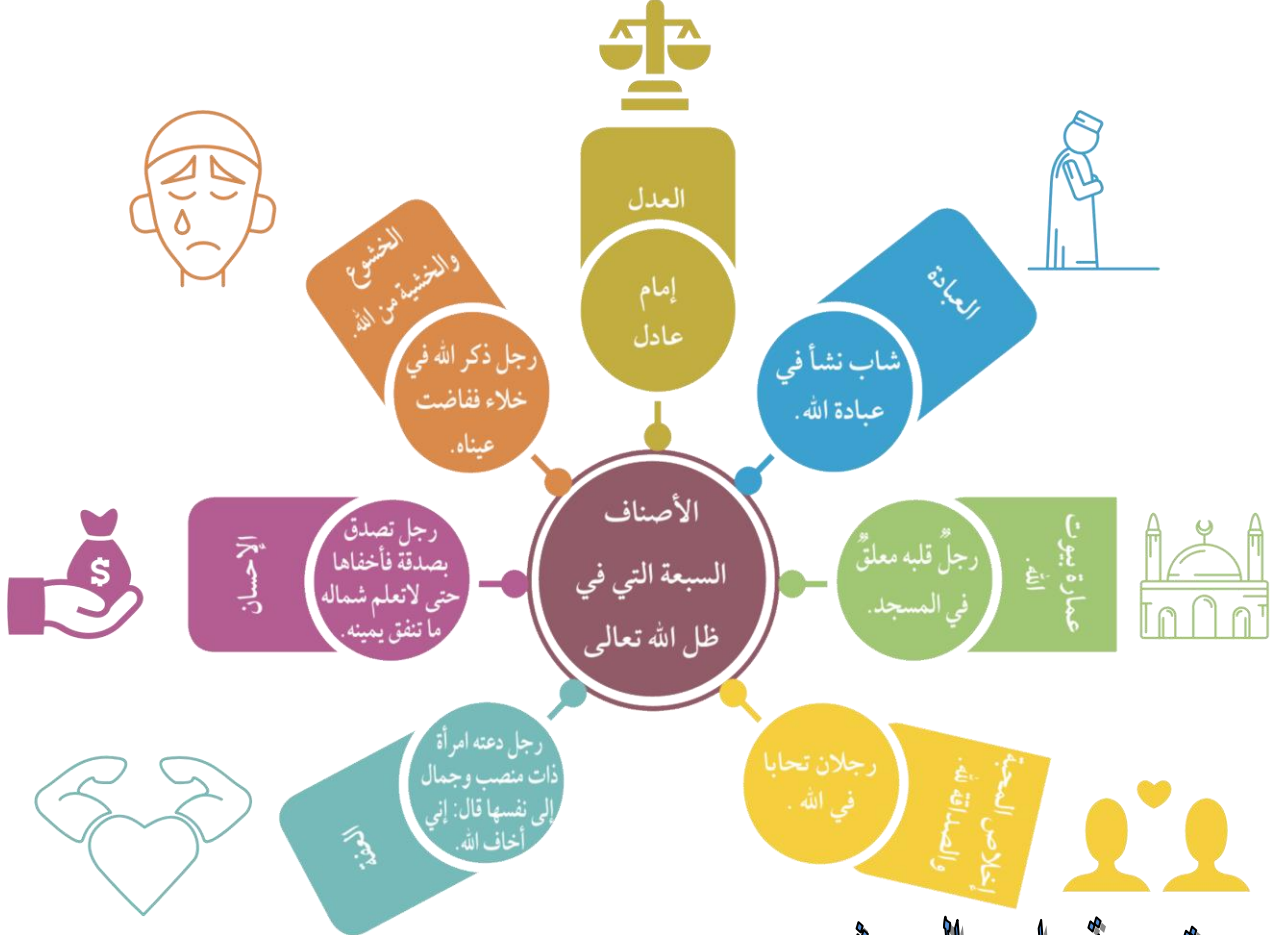 العدل
إمام
عادل
العبادة
شاب نشأ في
عبادة الله.
عمارة بيوت
الله.
رجلٌ قلبه معلقٌ
في المسجد.
إخلاص المحبة
والصداقة لله.
رجلان تحابا
في الله .
العفة
رجل دعته امرأة
ذات منصب وجمال
إلى نفسها قال: إني
أخاف الله.
الإحسان
رجل تصدق
بصدقة فأخفاها
حتى لاتعلم شماله
ما تنفق يمينه.
الخشوع
والخشية من الله.
رجل ذكر الله في
خلاء ففاضت
عيناه.
الأصناف
السبعة التي في
ظل الله تعالى
$